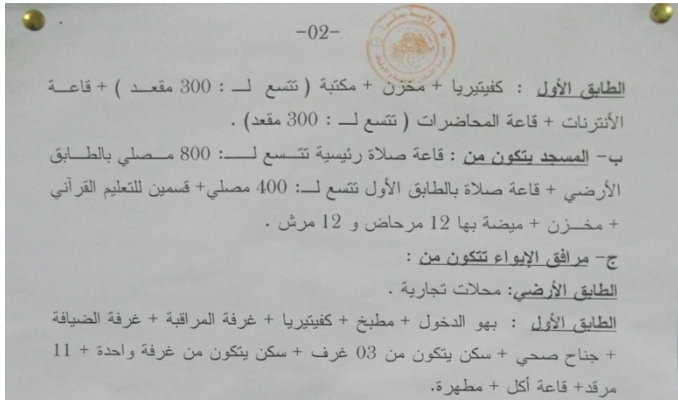 -02-
الطابق الأول : كفيتيريا + مخزن + مكتبة ( تتسع لـ : 300 مقعد ) + قاعة
الأنترنات + قاعة المحاضرات ( تتسع لـ : 300 مقعد) .
ب- المسجد يتكون من : قاعة صلاة رئيسية تتسع لـ: 800 مصلي بالطابق
الأرضي + قاعة صلاة بالطابق الأول تتسع لـ: 400 مصلي+ قسمين للتعليم القرآني
+ مخزن + ميضة بها 12 مرحاض و 12 مرش .
ج- مرافق الإيواء تتكون من :
الطابق الأرضي: محلات تجارية .
الطابق الأول : بهو الدخول + مطبخ + كفيتيريا + غرفة المراقبة + غرفة الضيافة
+ جناح صحي + سكن يتكون من 03 غرف + سكن يتكون من غرفة واحدة + 11
مرقد+ قاعة أكل + مطهرة.